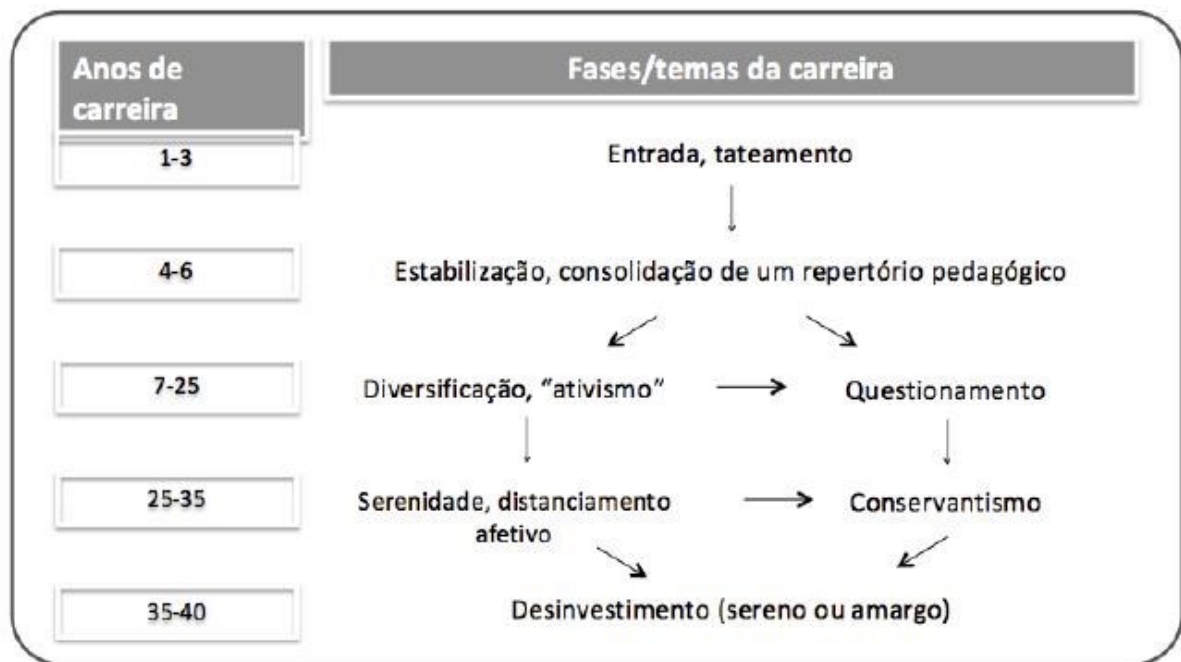 Anos de
carreira
Fases/temas da carreira
1-3
Entrada, tateamento
4-6
Estabilização, consolidação de um repertório pedagógico
7-25
Diversificação, “ativismo”
Questionamento
25-35
Serenidade, distanciamento
afetivo
Conservantismo
35-40
Desinvestimento (sereno ou amargo)